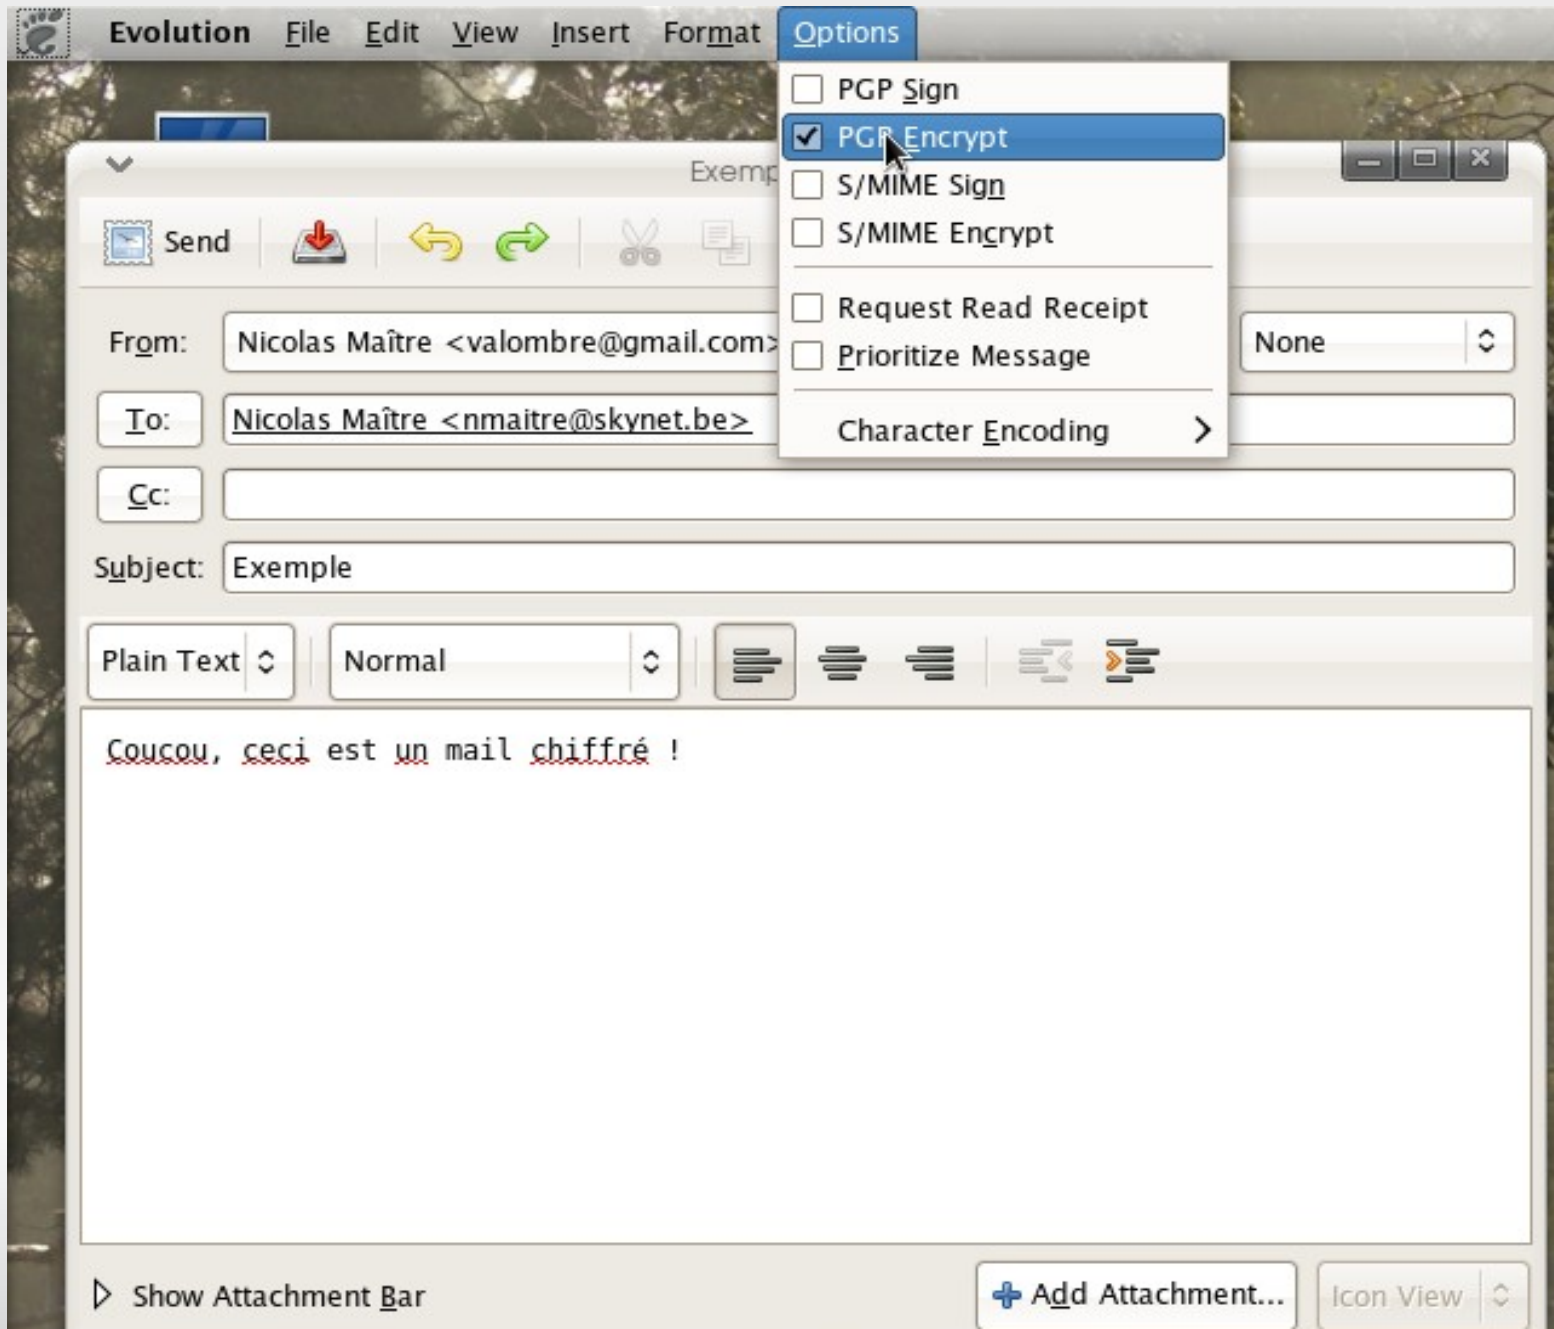 Evolution File Edit View Insert Format Options
PGP Sign
PGP Encrypt
S/MIME Sign
S/MIME Encrypt
Request Read Receipt
Prioritize Message
Character Encoding
Exemp
Send
From: Nicolas Maître <valombre@gmail.com> None
To: Nicolas Maître <nmaitre@skynet.be>
Cc:
Subject: Exemple
Plain Text Normal
Coucou, ceci est un mail chiffré !
Show Attachment Bar Add Attachment... Icon View